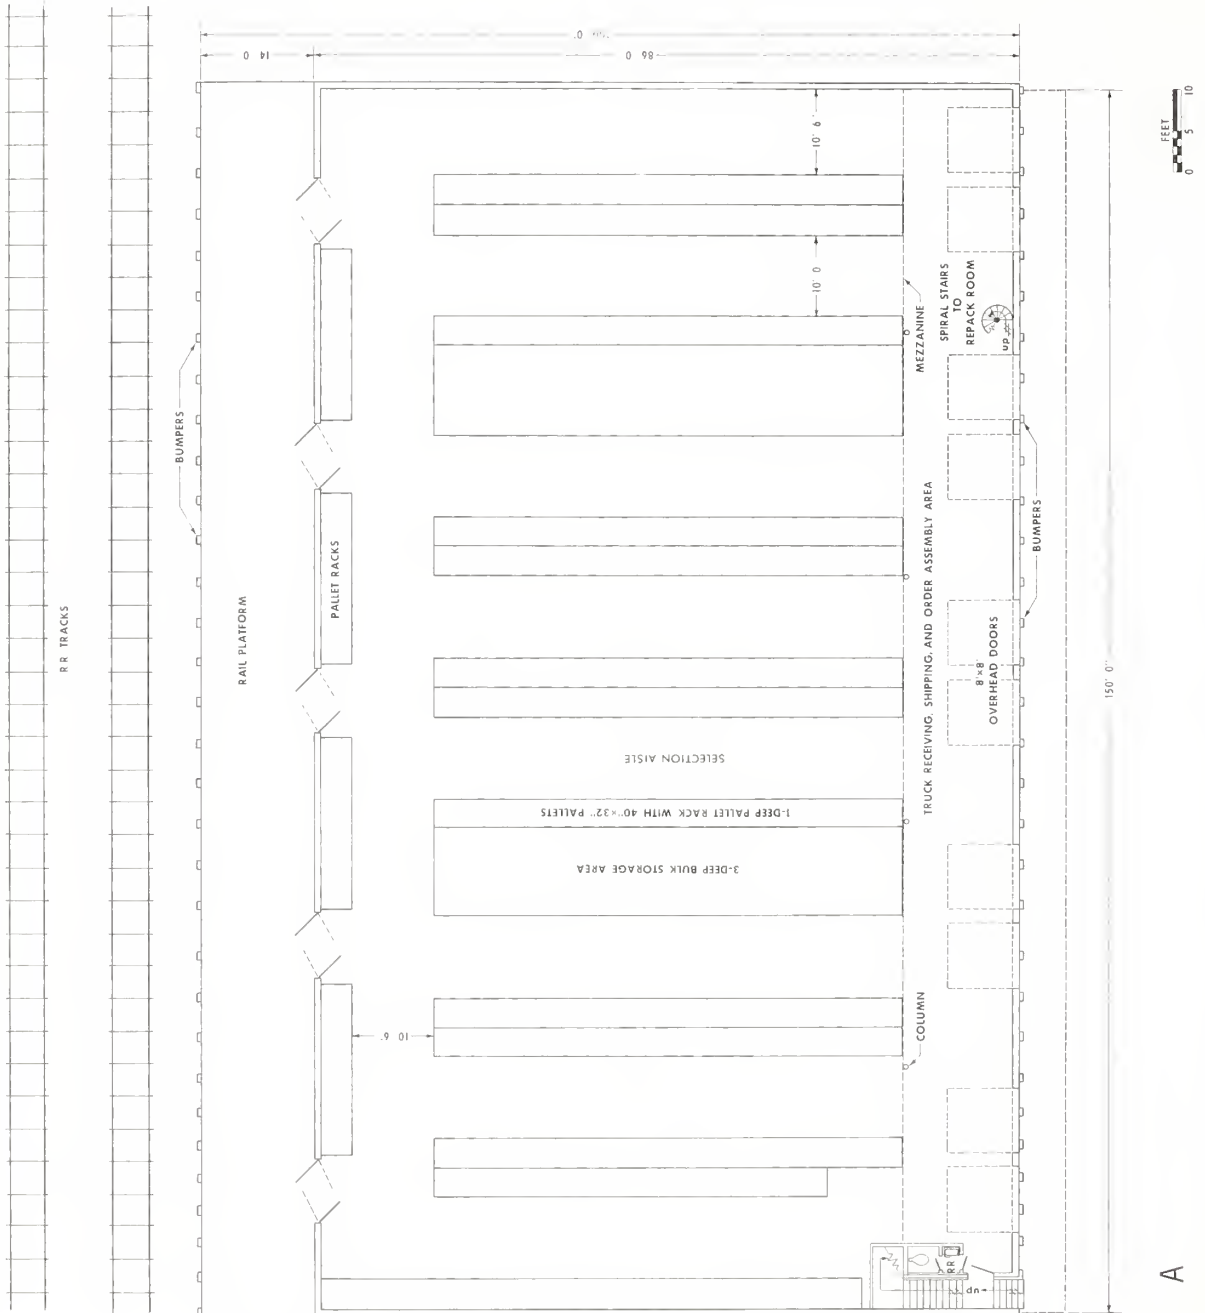 14 0
86 0
FEET
0 5 10
10' 6"
10' 0
SPIRAL STAIRS
TO
REPACK ROOM
UP
MEZZANINE
BUMPERS
RAIL PLATFORM
PALLET RACKS
R R TRACKS
TRUCK RECEIVING, SHIPPING, AND ORDER ASSEMBLY AREA
BUMPERS
8'×8'
OVERHEAD DOORS
150' 0"
SELECTION AISLE
1-DEEP PALLET RACK WITH 40"×32" PALLETS
3-DEEP BULK STORAGE AREA
10 6"
COLUMN
RR
UP
A